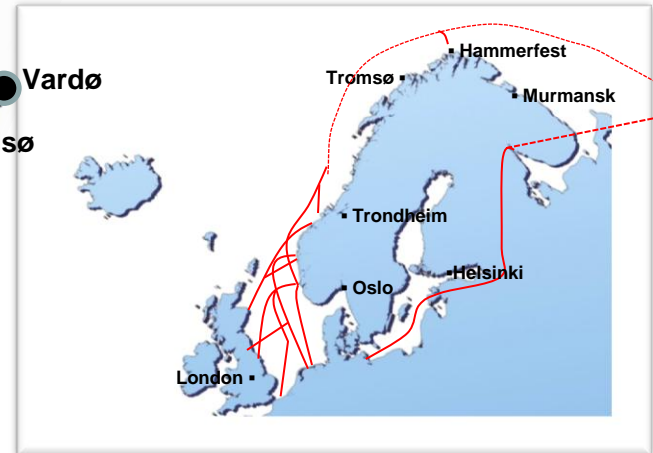 Hammerfest
Vardø
Tromsø
Murmansk
sø
Trondheim
Helsinki
Oslo
London